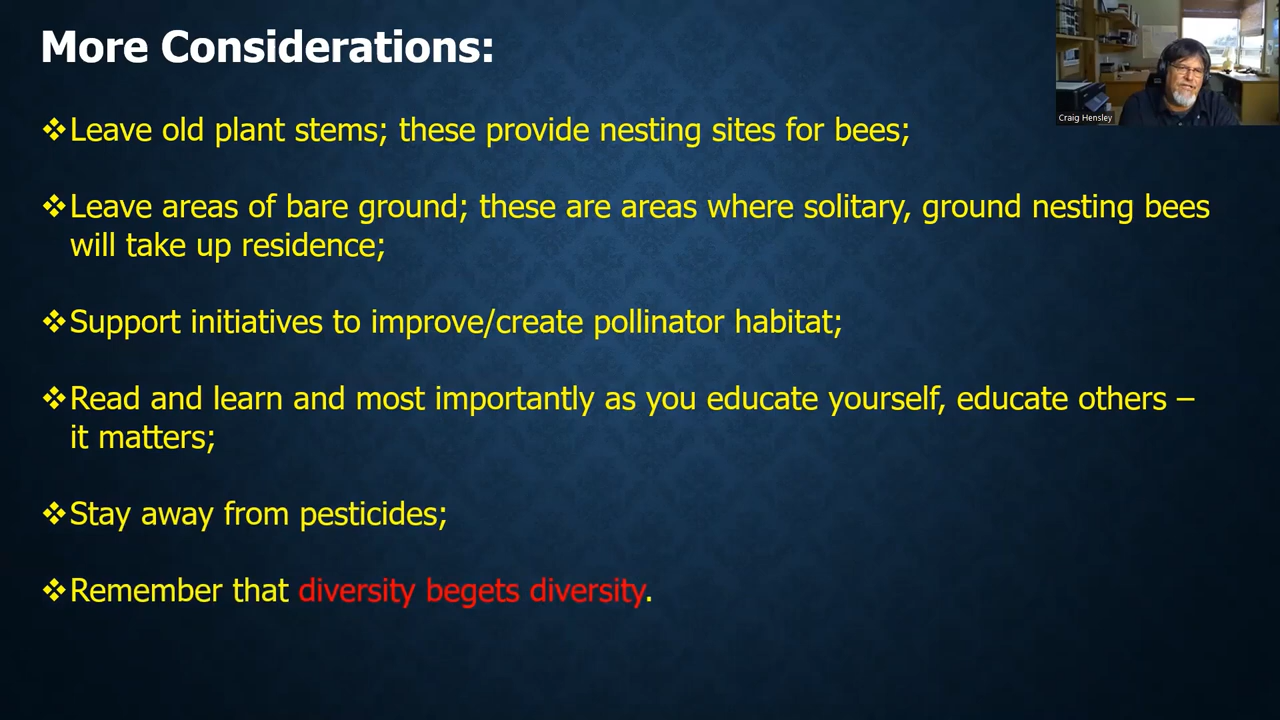 More Considerations:
Craig Hensley
❖Leave old plant stems; these provide nesting sites for bees;
❖Leave areas of bare ground; these are areas where solitary, ground nesting bees
will take up residence;
❖Support initiatives to improve/create pollinator habitat;
❖Read and learn and most importantly as you educate yourself, educate others –
it matters;
❖Stay away from pesticides;
❖Remember that diversity begets diversity.